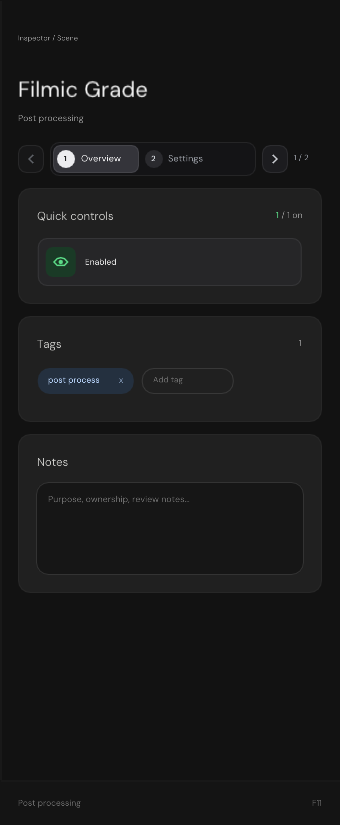 Inspector / Scene
Filmic Grade
Post processing
1 Overview 2 Settings 1 / 2
Quick controls 1 / 1 on
Enabled
Tags 1
post process x Add tag
Notes
Purpose, ownership, review notes...
Post processing F11